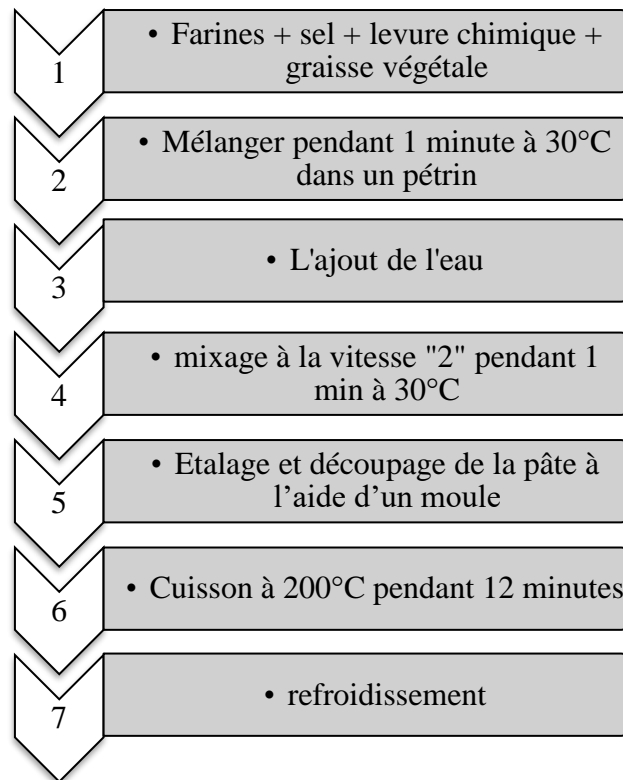 1
• Farines + sel + levure chimique +
graisse végétale
2
• Mélanger pendant 1 minute à 30°C
dans un pétrin
3
• L'ajout de l'eau
4
• mixage à la vitesse "2" pendant 1
min à 30°C
5
• Etalage et découpage de la pâte à
l’aide d’un moule
6
• Cuisson à 200°C pendant 12 minutes
7
• refroidissement